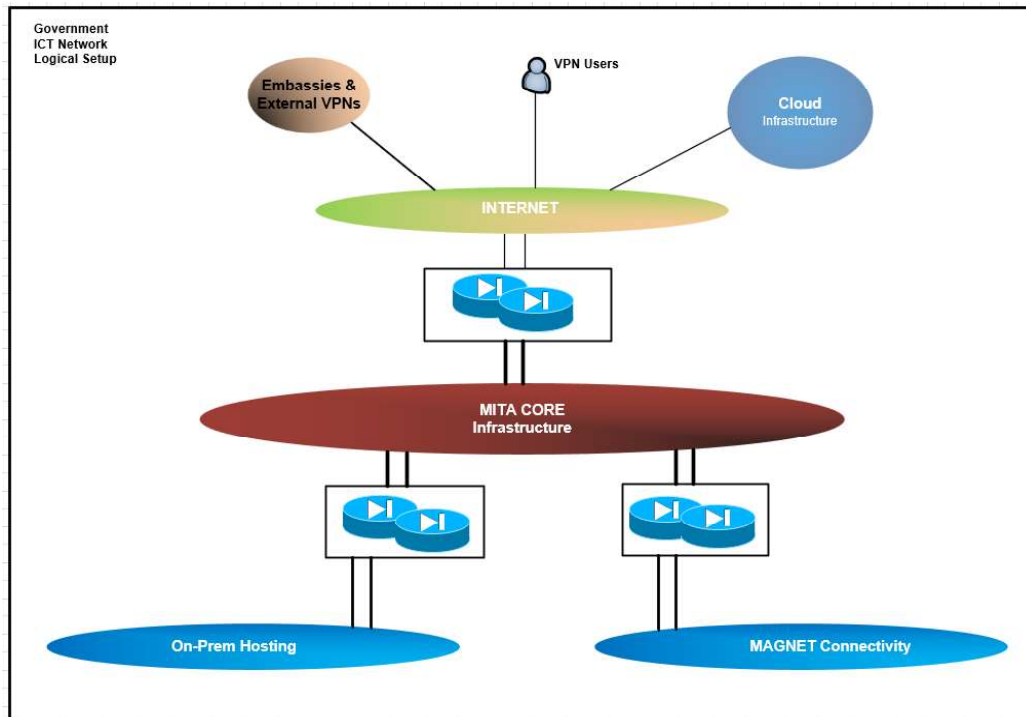 Government
ICT Network
Logical Setup
Embassies &
External VPNs
VPN Users
Cloud
Infrastructure
INTERNET
MITA CORE
Infrastructure
On-Prem Hosting
MAGNET Connectivity